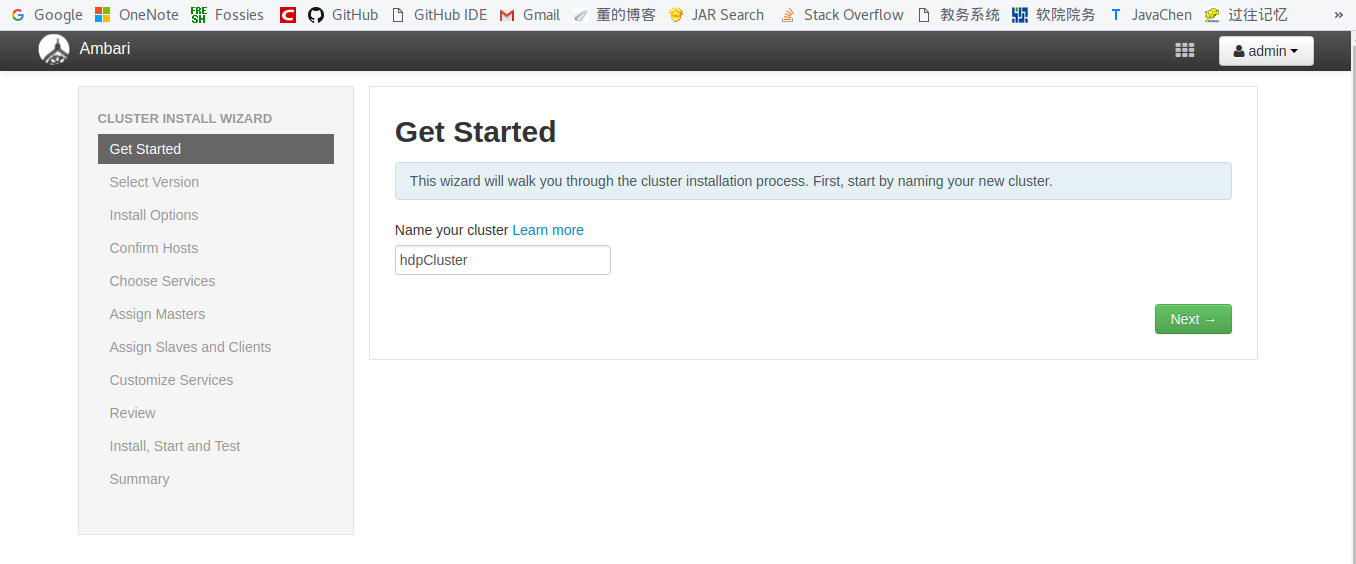 Google OneNote Fossies GitHub GitHub IDE Gmail 董的博客 JAR Search Stack Overflow 教务系统 软院院务 JavaChen 过往记忆 »
Ambari admin
CLUSTER INSTALL WIZARD
Get Started
Select Version
Install Options
Confirm Hosts
Choose Services
Assign Masters
Assign Slaves and Clients
Customize Services
Review
Install, Start and Test
Summary
Get Started
This wizard will walk you through the cluster installation process. First, start by naming your new cluster.
Name your cluster Learn more
hdpCluster
Next →